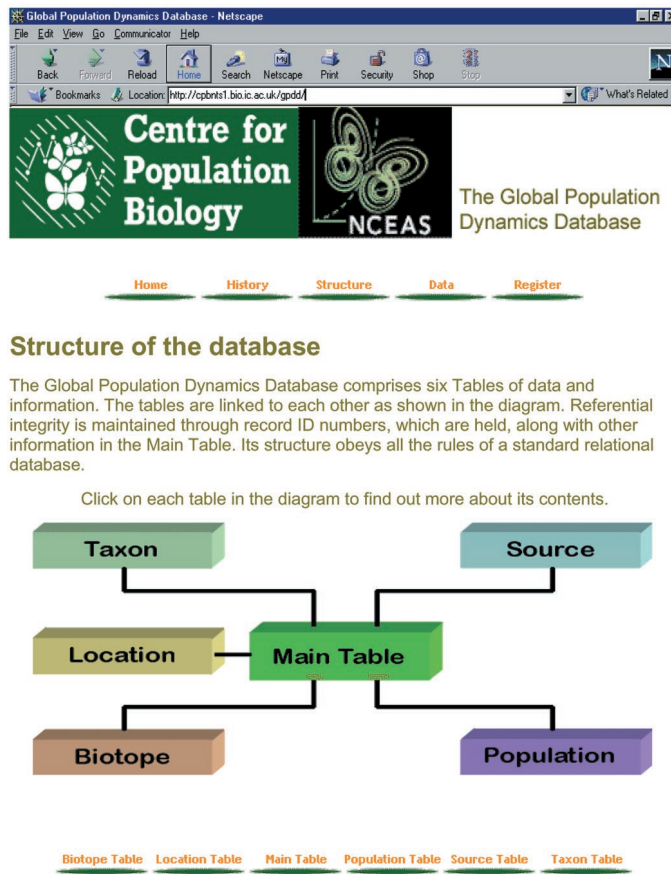 Global Population Dynamics Database - Netscape
File Edit View Go Communicator Help
Back Forward Reload Home Search Netscape Print Security Shop Stop
Bookmarks Location: http://cpbnts1.bio.ic.ac.uk/gpdd/ What's Related
My
N
Centre for
Population
Biology
NCEAS
The Global Population
Dynamics Database
Home History Structure Data Register
Structure of the database
The Global Population Dynamics Database comprises six Tables of data and
information. The tables are linked to each other as shown in the diagram. Referential
integrity is maintained through record ID numbers, which are held, along with other
information in the Main Table. Its structure obeys all the rules of a standard relational
database.
Click on each table in the diagram to find out more about its contents.
Taxon
Source
Location
Main Table
Biotope
Population
Biotope Table Location Table Main Table Population Table Source Table Taxon Table